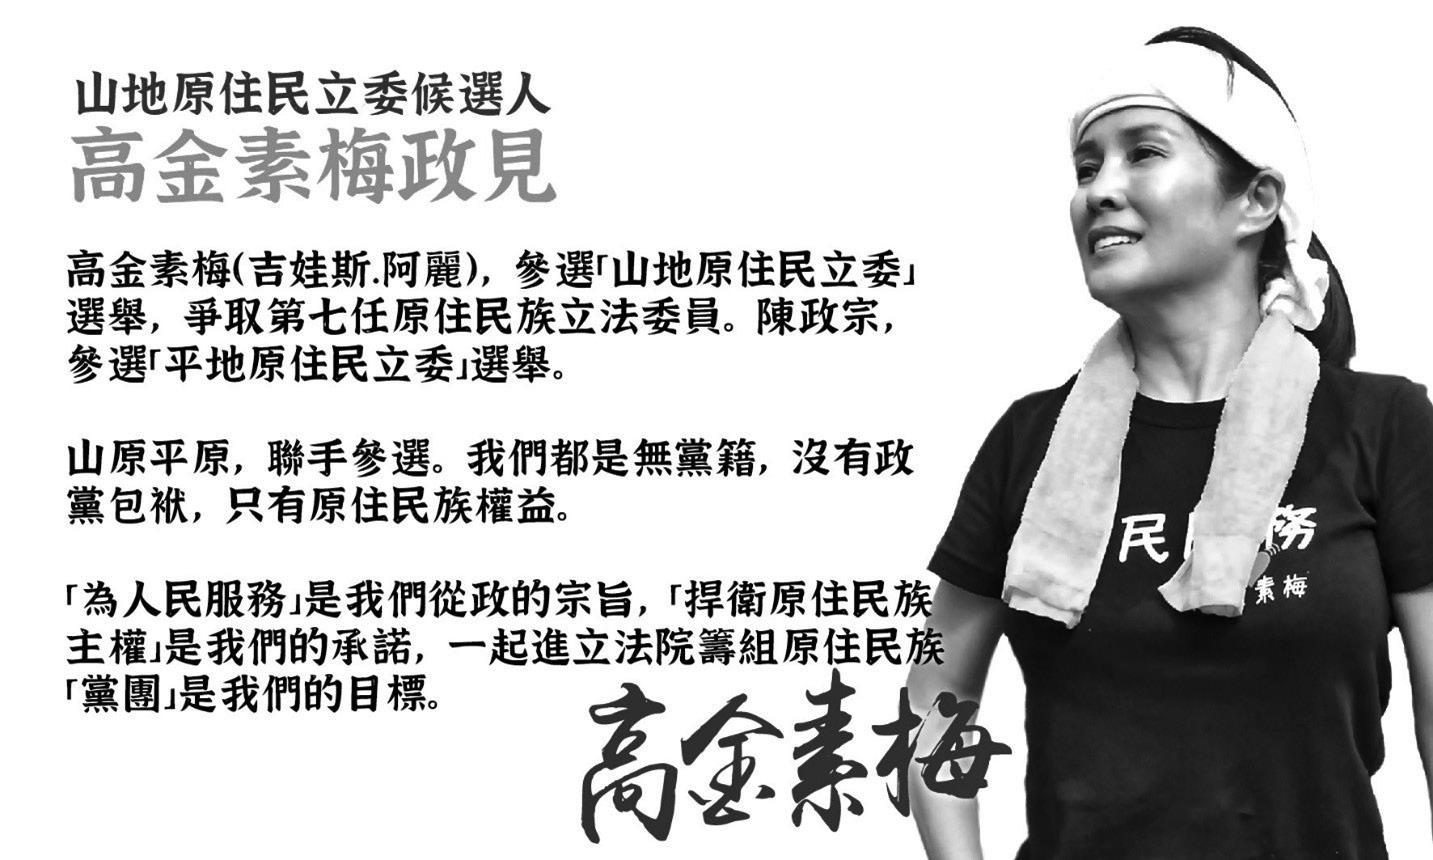 山地原住民立委候選人
高金素梅政見
高金素梅(吉娃斯.阿麗)，參選「山地原住民立委」
選舉，爭取第七任原住民族立法委員。陳政宗，
參選「平地原住民立委」選舉。
山原平原，聯手參選。我們都是無黨籍，沒有政
黨包袱，只有原住民族權益。
「為人民服務」是我們從政的宗旨，「捍衛原住民族
主權」是我們的承諾，一起進立法院籌組原住民族
「黨團」是我們的目標。
高金素梅
民 務
素梅